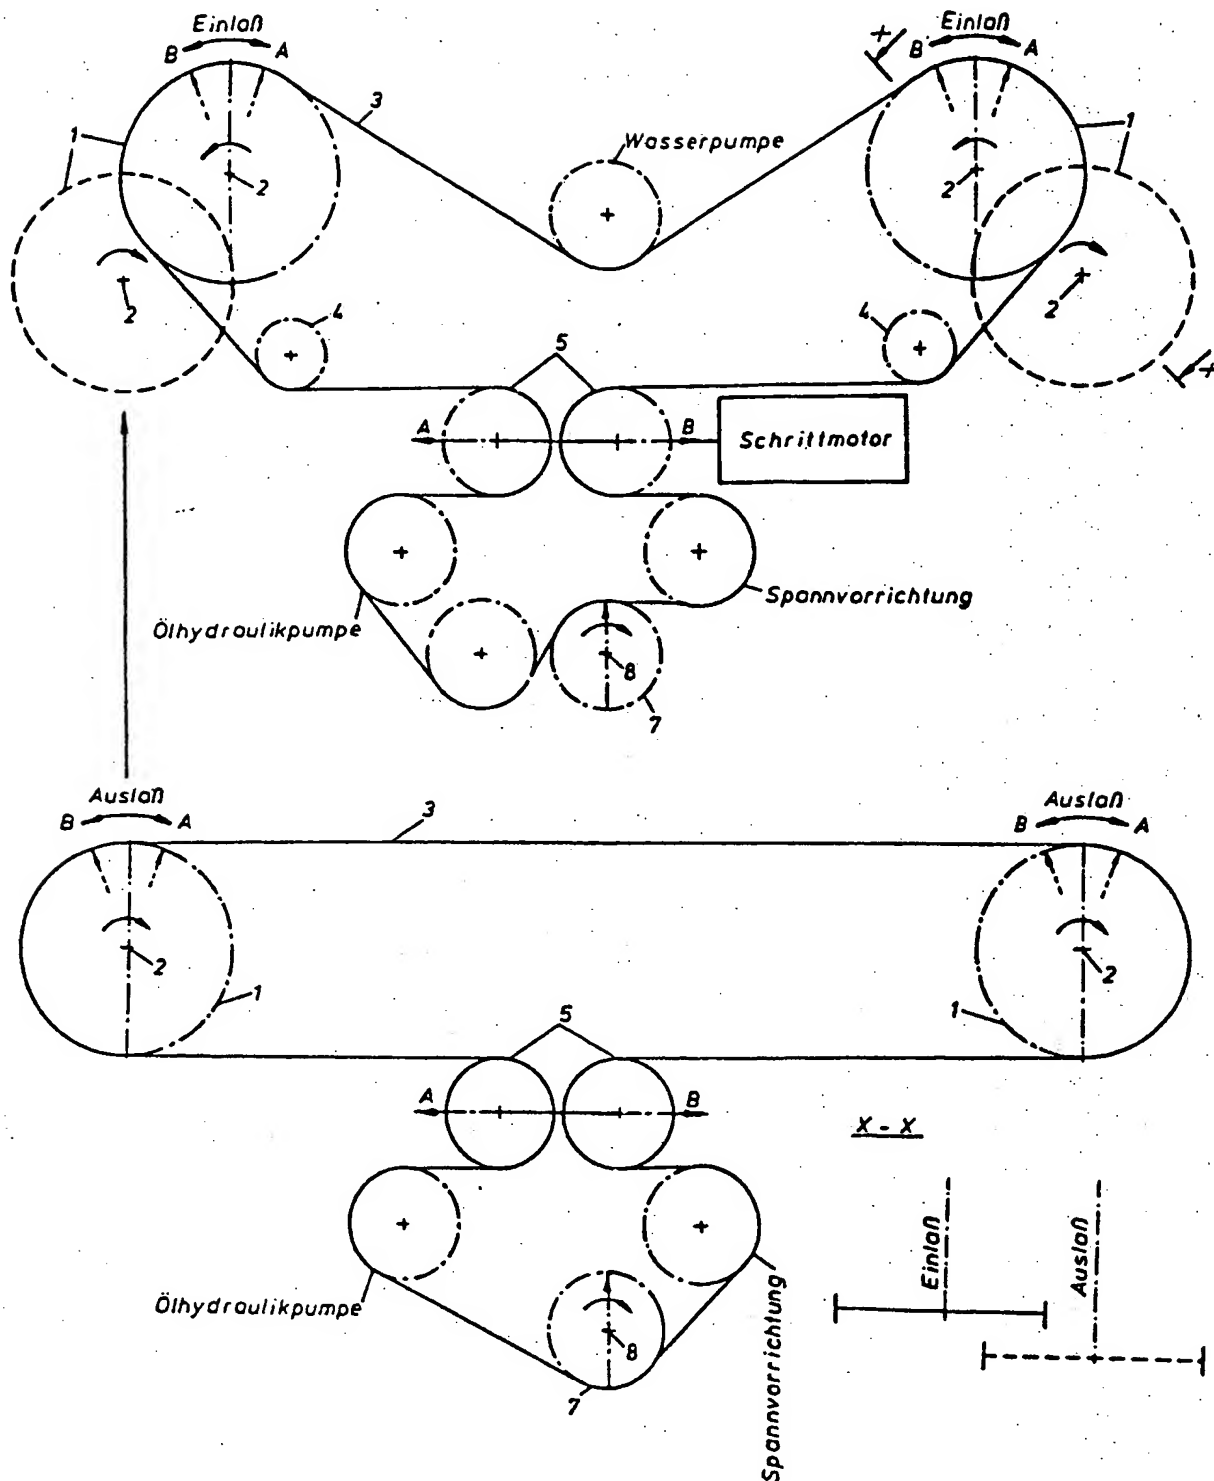 Einlaß
B A
Einlaß
B A
x
3
1
Wasserpumpe
1
2
2
2
2
4
4
5
x
A
B
Schrittmotor
Spannvorrichtung
Ölhydraulikpumpe
8
7
Auslaß
B A
3
Auslaß
B A
2
1
2
1
5
A
B
X - X
Einlaß
Auslaß
Ölhydraulikpumpe
8
7
Spannvorrichtung